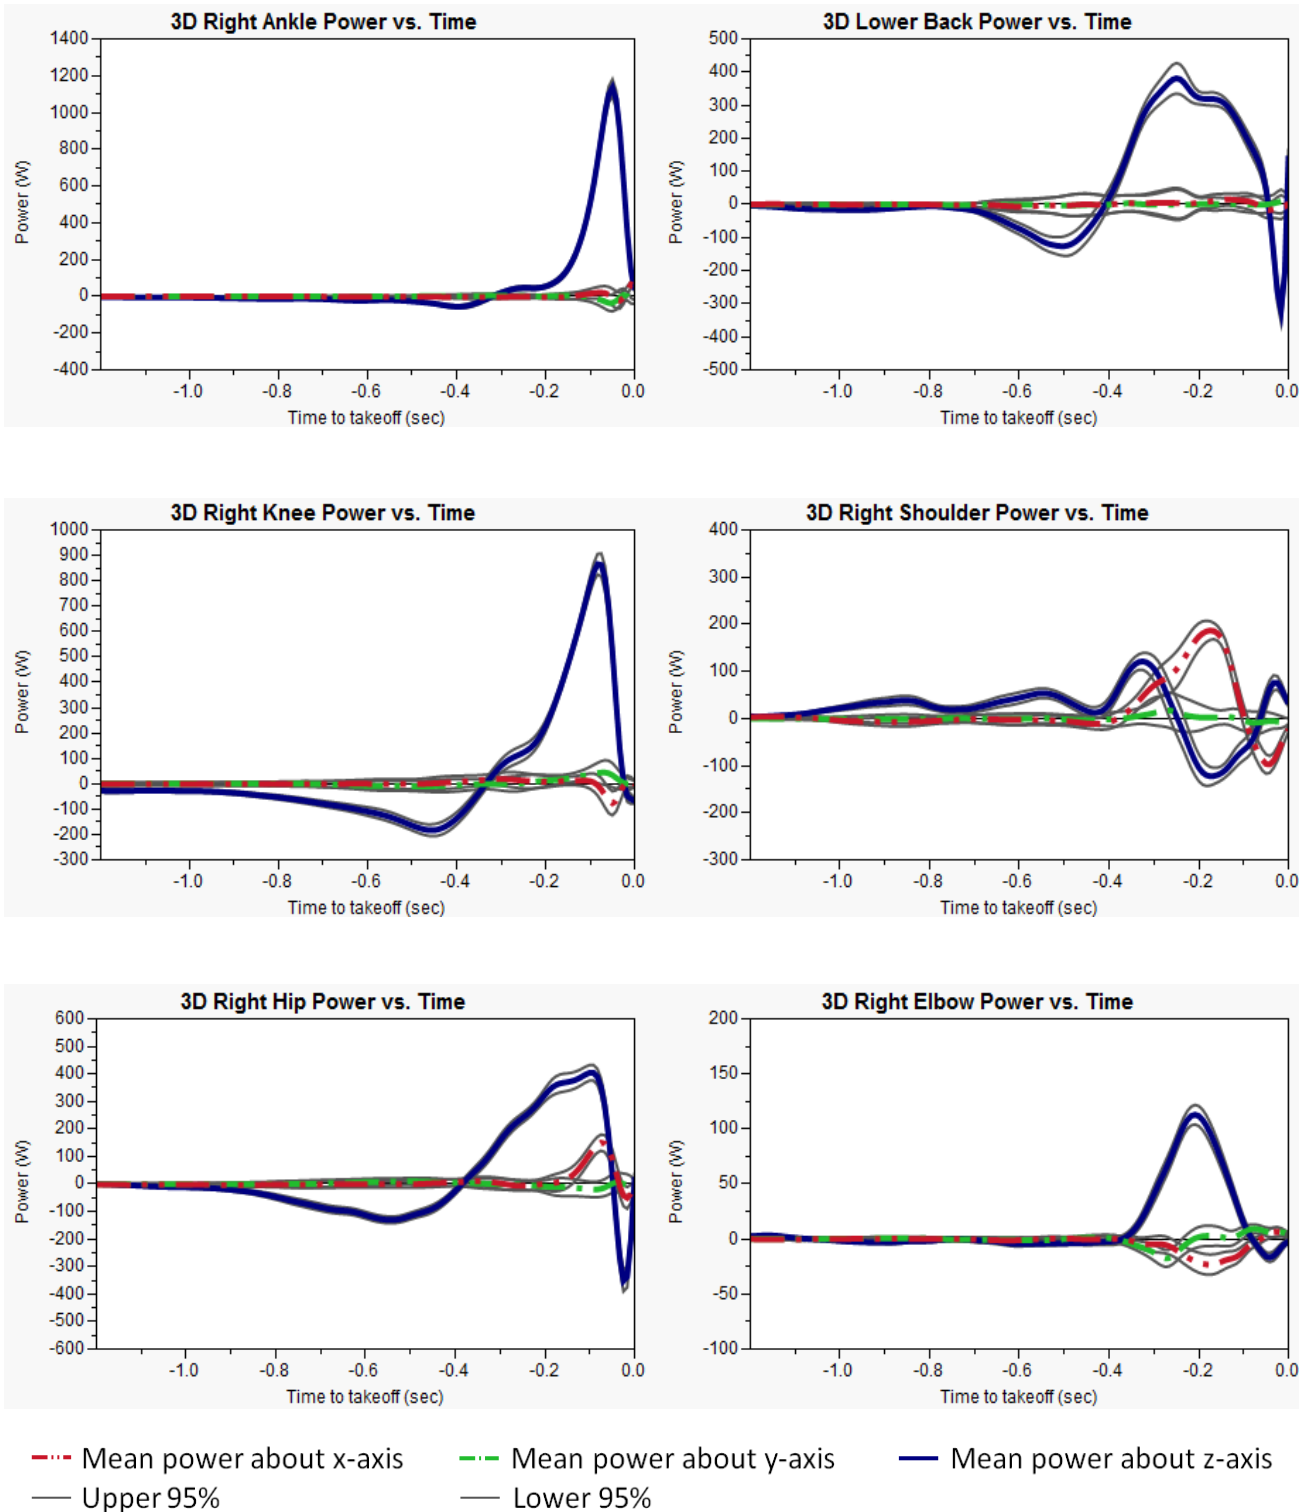 3D Right Ankle Power vs. Time
1400
1200
1000
800
600
400
200
0
-200
-400
Power (W)
-1.0 -0.8 -0.6 -0.4 -0.2 0.0
Time to takeoff (sec)
3D Lower Back Power vs. Time
500
400
300
200
100
0
-100
-200
-300
-400
-500
Power (W)
-1.0 -0.8 -0.6 -0.4 -0.2 0.0
Time to takeoff (sec)
3D Right Knee Power vs. Time
1000
900
800
700
600
500
400
300
200
100
0
-100
-200
-300
Power (W)
-1.0 -0.8 -0.6 -0.4 -0.2 0.0
Time to takeoff (sec)
3D Right Shoulder Power vs. Time
400
300
200
100
0
-100
-200
-300
Power (W)
-1.0 -0.8 -0.6 -0.4 -0.2 0.0
Time to takeoff (sec)
3D Right Hip Power vs. Time
600
500
400
300
200
100
0
-100
-200
-300
-400
-500
-600
Power (W)
-1.0 -0.8 -0.6 -0.4 -0.2 0.0
Time to takeoff (sec)
3D Right Elbow Power vs. Time
200
150
100
50
0
-50
-100
Power (W)
-1.0 -0.8 -0.6 -0.4 -0.2 0.0
Time to takeoff (sec)
Mean power about x-axis Mean power about y-axis Mean power about z-axis
Upper 95% Lower 95%